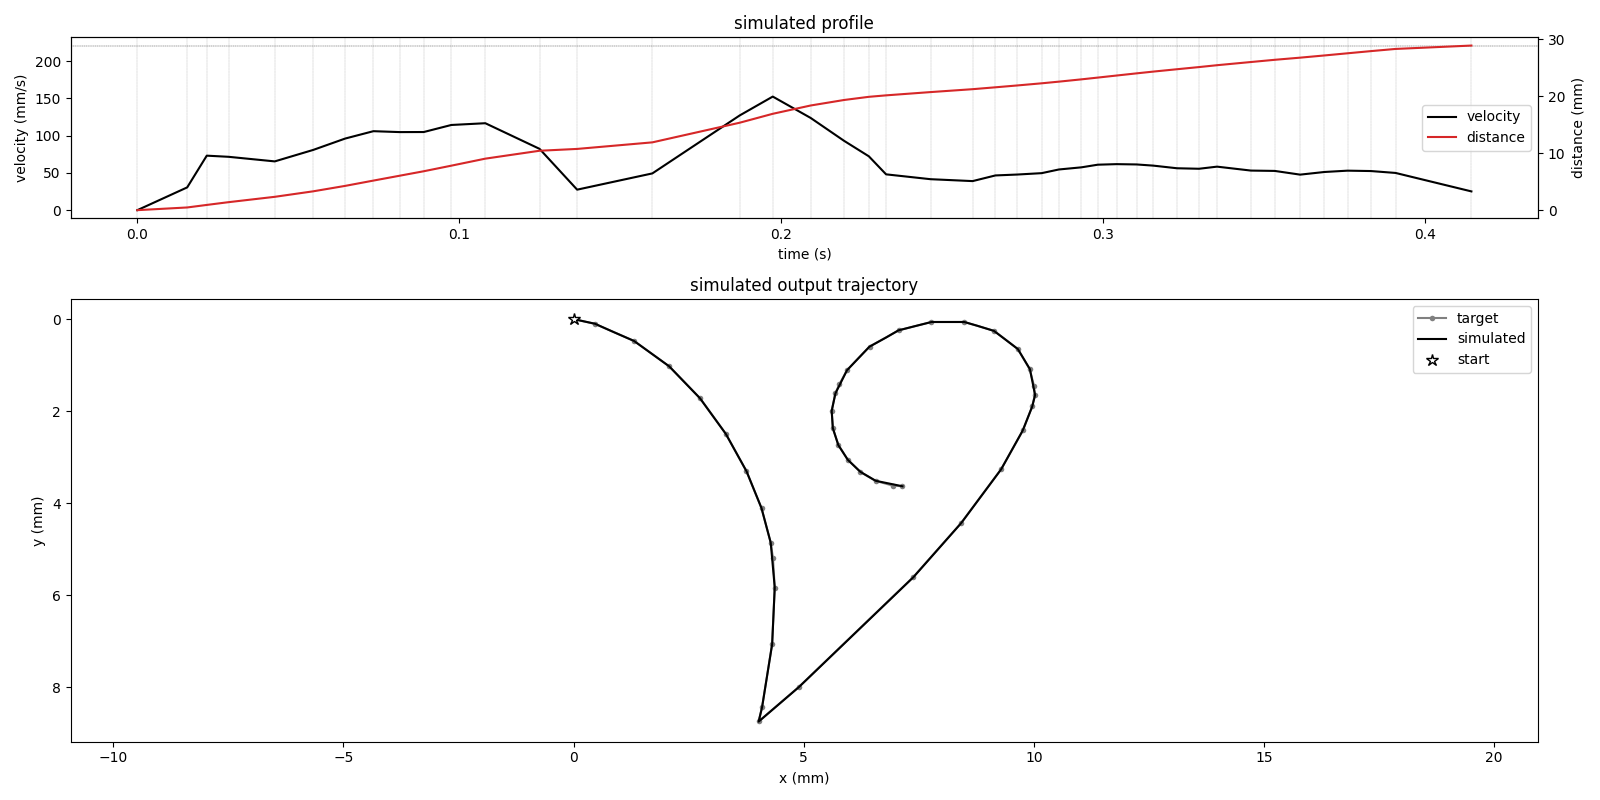 simulated profile
velocity (mm/s)
200
150
100
50
0
30
20
10
0
distance (mm)
velocity
distance
0.0 0.1 0.2 0.3 0.4
time (s)
simulated output trajectory
y (mm)
0
2
4
6
8
target
simulated
start
−10 −5 0 5 10 15 20
x (mm)